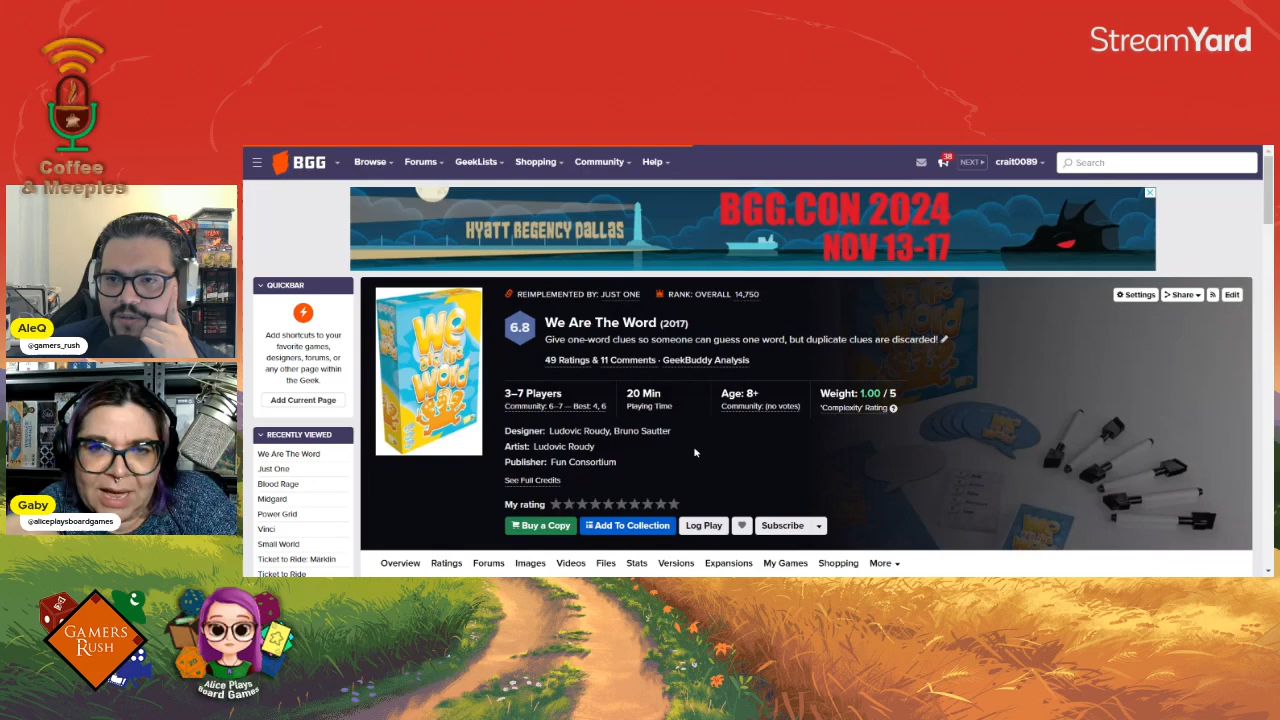 StreamYard
Coffee
& Meeples
BGG
Browse
Forums
GeekLists
Shopping
Community
Help
38
NEXT
crait0089
Search
HYATT REGENCY DALLAS
BGG.CON 2024
NOV 13-17
AleQ
@gamers_rush
Gaby
@aliceplaysboardgames
QUICKBAR
Add shortcuts to your
favorite games,
designers, forums, or
any other page within
the Geek.
Add Current Page
RECENTLY VIEWED
We Are The Word
Just One
Blood Rage
Midgard
Power Grid
Vinci
Small World
Ticket to Ride: Märklin
Ticket to Ride
We
are the
word
REIMPLEMENTED BY: JUST ONE
RANK: OVERALL 14,750
Settings
Share
Edit
6.8
We Are The Word (2017)
Give one-word clues so someone can guess one word, but duplicate clues are discarded!
49 Ratings & 11 Comments · GeekBuddy Analysis
3–7 Players
Community: 6–7 — Best: 4, 6
20 Min
Playing Time
Age: 8+
Community: (no votes)
Weight: 1.00 / 5
'Complexity' Rating
Designer: Ludovic Roudy, Bruno Sautter
Artist: Ludovic Roudy
Publisher: Fun Consortium
See Full Credits
My rating
Buy a Copy
Add To Collection
Log Play
Subscribe
Overview
Ratings
Forums
Images
Videos
Files
Stats
Versions
Expansions
My Games
Shopping
More
GAMERS
RUSH
Alice Plays
Board Games